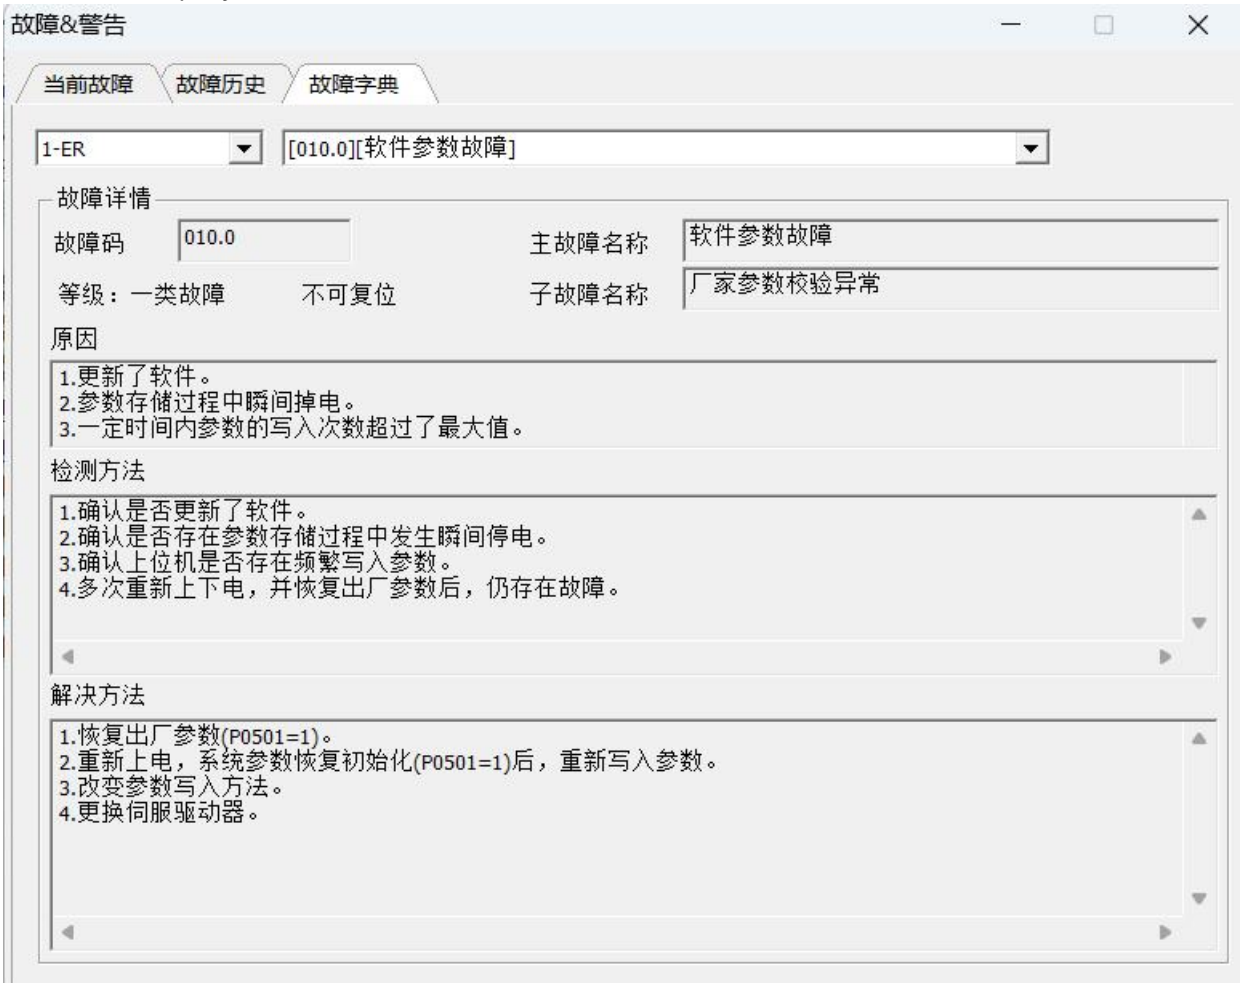 故障&警告
当前故障 故障历史 故障字典
1-ER [010.0][软件参数故障]
故障详情
故障码 010.0 主故障名称 软件参数故障
等级：一类故障 不可复位 子故障名称 厂家参数校验异常
原因
1.更新了软件。
2.参数存储过程中瞬间掉电。
3.一定时间内参数的写入次数超过了最大值。
检测方法
1.确认是否更新了软件。
2.确认是否存在参数存储过程中发生瞬间停电。
3.确认上位机是否存在频繁写入参数。
4.多次重新上下电，并恢复出厂参数后，仍存在故障。
解决方法
1.恢复出厂参数(P0501=1)。
2.重新上电，系统参数恢复初始化(P0501=1)后，重新写入参数。
3.改变参数写入方法。
4.更换伺服驱动器。